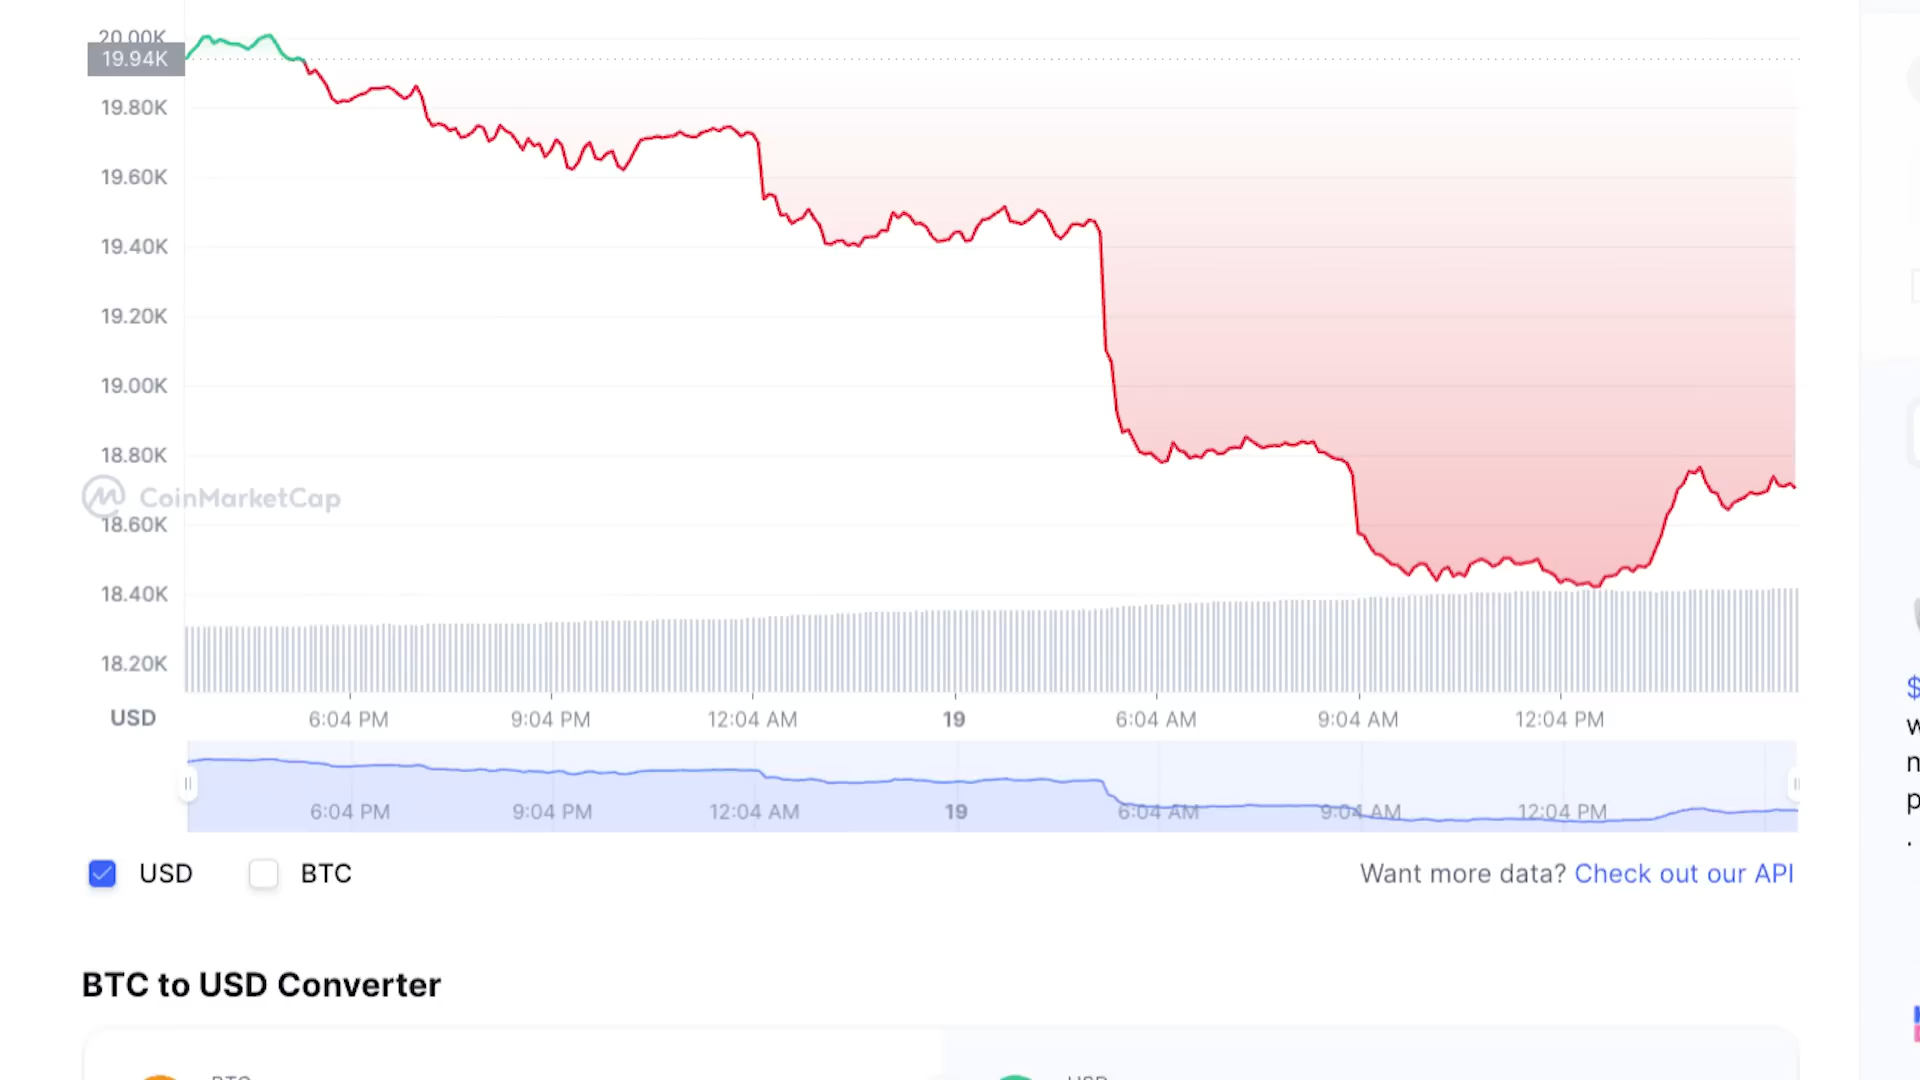 20.00K
19.94K
19.80K
19.60K
19.40K
19.20K
19.00K
18.80K
CoinMarketCap
18.60K
18.40K
18.20K
USD 6:04 PM 9:04 PM 12:04 AM 19 6:04 AM 9:04 AM 12:04 PM
6:04 PM 9:04 PM 12:04 AM 19 6:04 AM 9:04 AM 12:04 PM
USD BTC Want more data? Check out our API
BTC to USD Converter